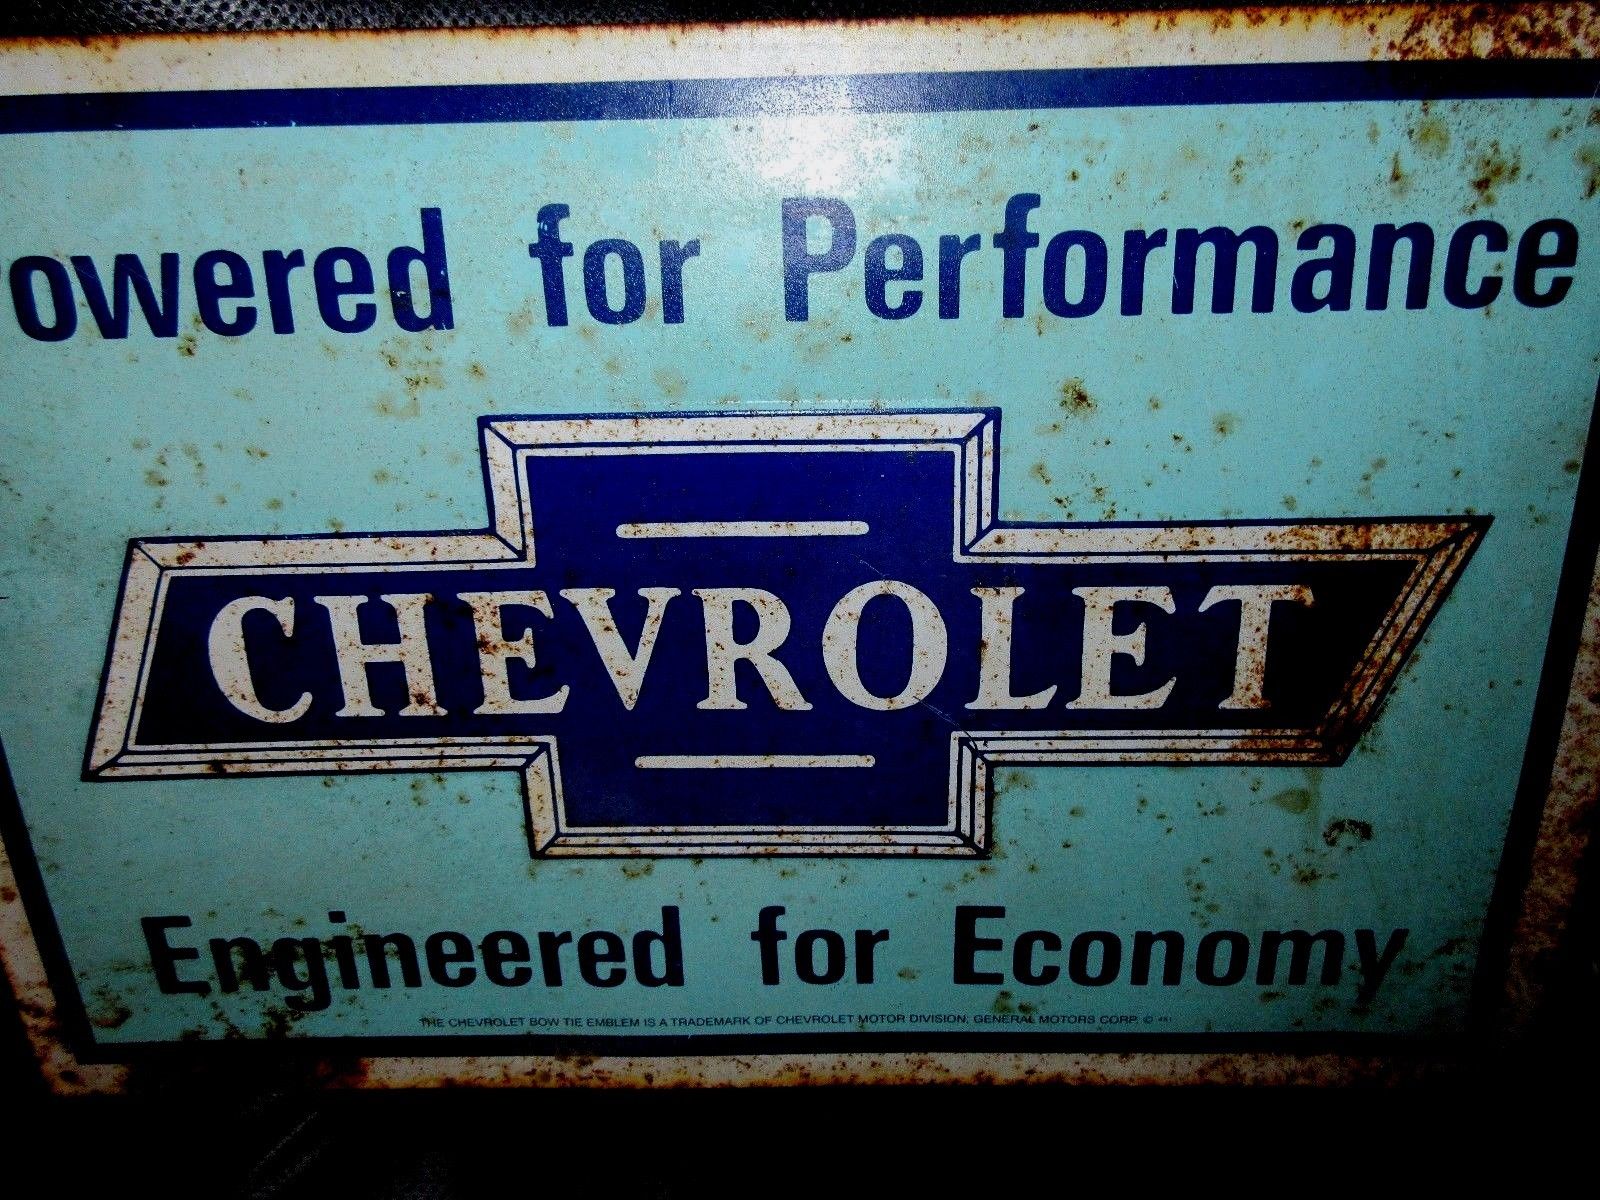 owered for Performance
CHEVROLET
Engineered for Economy
THE CHEVROLET BOW TIE EMBLEM IS A TRADEMARK OF CHEVROLET MOTOR DIVISION, GENERAL MOTORS CORP. ©